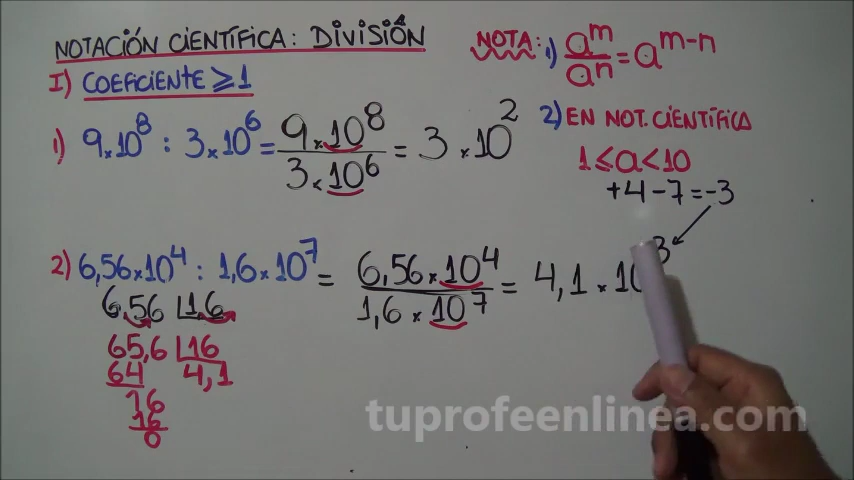 NOTACIÓN CIENTÍFICA: DIVISIÓN
I) COEFICIENTE ≥ 1
NOTA: 1) a^m / a^n = a^(m-n)
2) EN NOT. CIENTÍFICA
1 ≤ a < 10
1) 9×10^8 : 3×10^6 = 9×10^8 / 3×10^6 = 3×10^2
+4-7=-3
2) 6,56×10^4 : 1,6×10^7 = 6,56×10^4 / 1,6×10^7 = 4,1×10^3
6,56 | 1,6
65,6 | 16
64 4,1
16
16
0
tuprofeenlinea.com